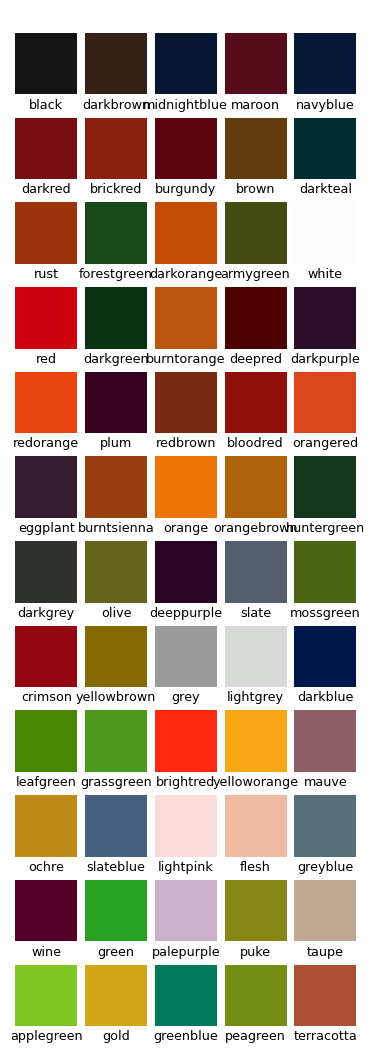 black darkbrown midnightblue maroon navyblue
darkred brickred burgundy brown darkteal
rust forestgreen darkorange armygreen white
red darkgreen burntorange deepred darkpurple
redorange plum redbrown bloodred orangered
eggplant burntsienna orange orangebrown huntergreen
darkgrey olive deeppurple slate mossgreen
crimson yellowbrown grey lightgrey darkblue
leafgreen grassgreen brightred yelloworange mauve
ochre slateblue lightpink flesh greyblue
wine green palepurple puke taupe
applegreen gold greenblue peagreen terracotta